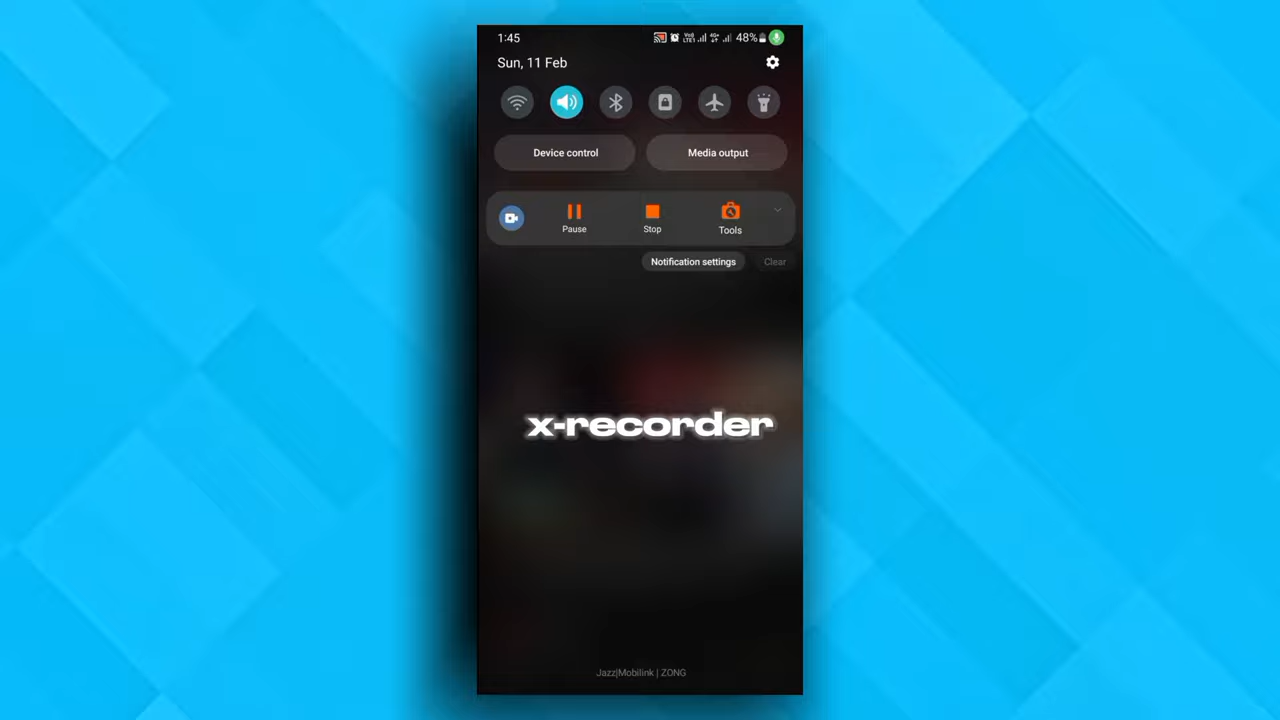 1:45
48%
Sun, 11 Feb
Device control
Media output
Pause
Stop
Tools
Notification settings
Clear
x-recorder
Jazz|Mobilink | ZONG